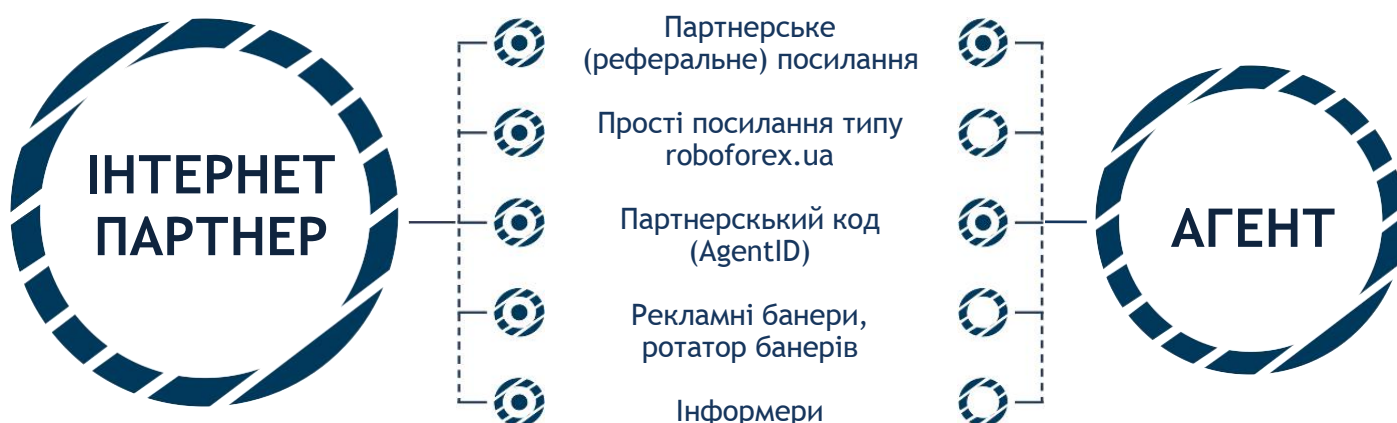 ІНТЕРНЕТ
ПАРТНЕР
Партнерське
(реферальне) посилання
Прості посилання типу
roboforex.ua
Партнерскький код
(AgentID)
Рекламні банери,
ротатор банерів
Інформери
АГЕНТ